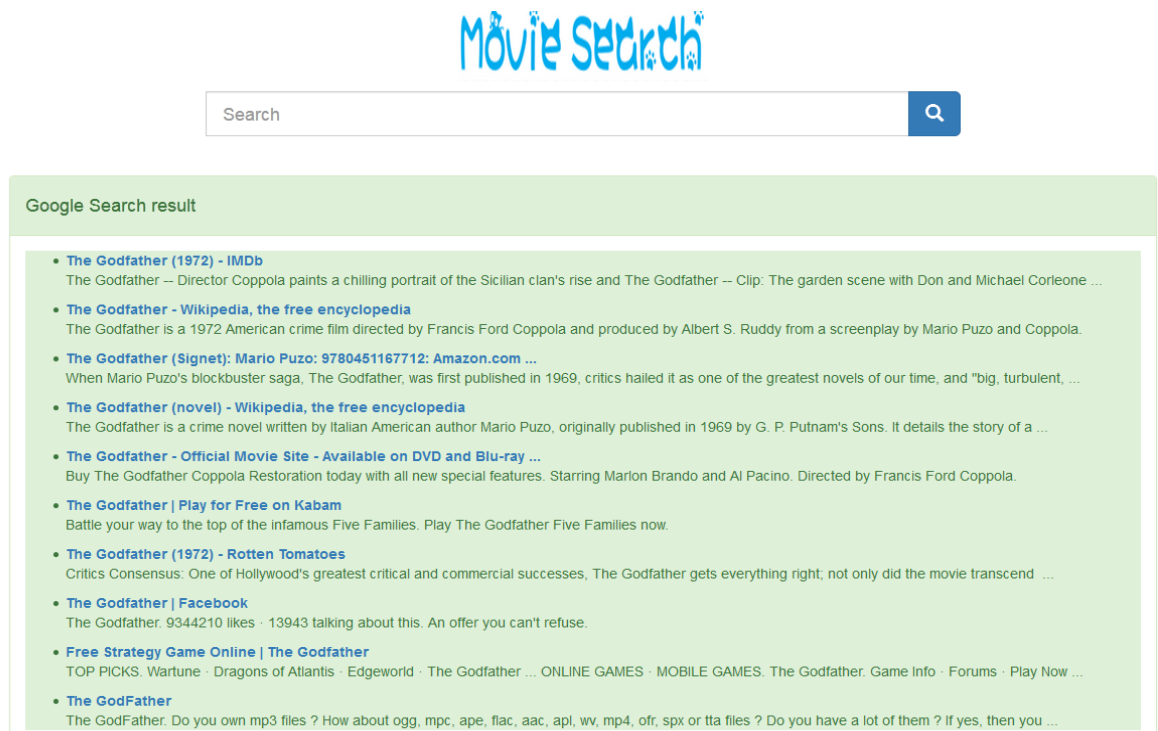 Movie Search
Search
Google Search result
The Godfather (1972) - IMDb
The Godfather -- Director Coppola paints a chilling portrait of the Sicilian clan's rise and The Godfather -- Clip: The garden scene with Don and Michael Corleone ...
The Godfather - Wikipedia, the free encyclopedia
The Godfather is a 1972 American crime film directed by Francis Ford Coppola and produced by Albert S. Ruddy from a screenplay by Mario Puzo and Coppola.
The Godfather (Signet): Mario Puzo: 9780451167712: Amazon.com ...
When Mario Puzo's blockbuster saga, The Godfather, was first published in 1969, critics hailed it as one of the greatest novels of our time, and "big, turbulent, ...
The Godfather (novel) - Wikipedia, the free encyclopedia
The Godfather is a crime novel written by Italian American author Mario Puzo, originally published in 1969 by G. P. Putnam's Sons. It details the story of a ...
The Godfather - Official Movie Site - Available on DVD and Blu-ray ...
Buy The Godfather Coppola Restoration today with all new special features. Starring Marlon Brando and Al Pacino. Directed by Francis Ford Coppola.
The Godfather | Play for Free on Kabam
Battle your way to the top of the infamous Five Families. Play The Godfather Five Families now.
The Godfather (1972) - Rotten Tomatoes
Critics Consensus: One of Hollywood's greatest critical and commercial successes, The Godfather gets everything right; not only did the movie transcend ...
The Godfather | Facebook
The Godfather. 9344210 likes · 13943 talking about this. An offer you can't refuse.
Free Strategy Game Online | The Godfather
TOP PICKS. Wartune · Dragons of Atlantis · Edgeworld · The Godfather ... ONLINE GAMES · MOBILE GAMES. The Godfather. Game Info · Forums · Play Now ...
The GodFather
The GodFather. Do you own mp3 files ? How about ogg, mpc, ape, flac, aac, apl, wv, mp4, ofr, spx or tta files ? Do you have a lot of them ? If yes, then you ...